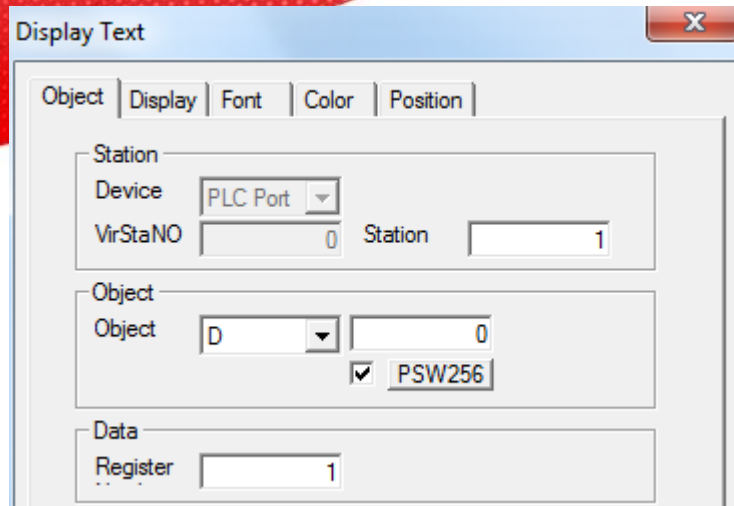 Display Text
Object Display Font Color Position
Station
Device PLC Port
VirStaNO 0 Station 1
Object
Object D 0
PSW256
Data
Register 1